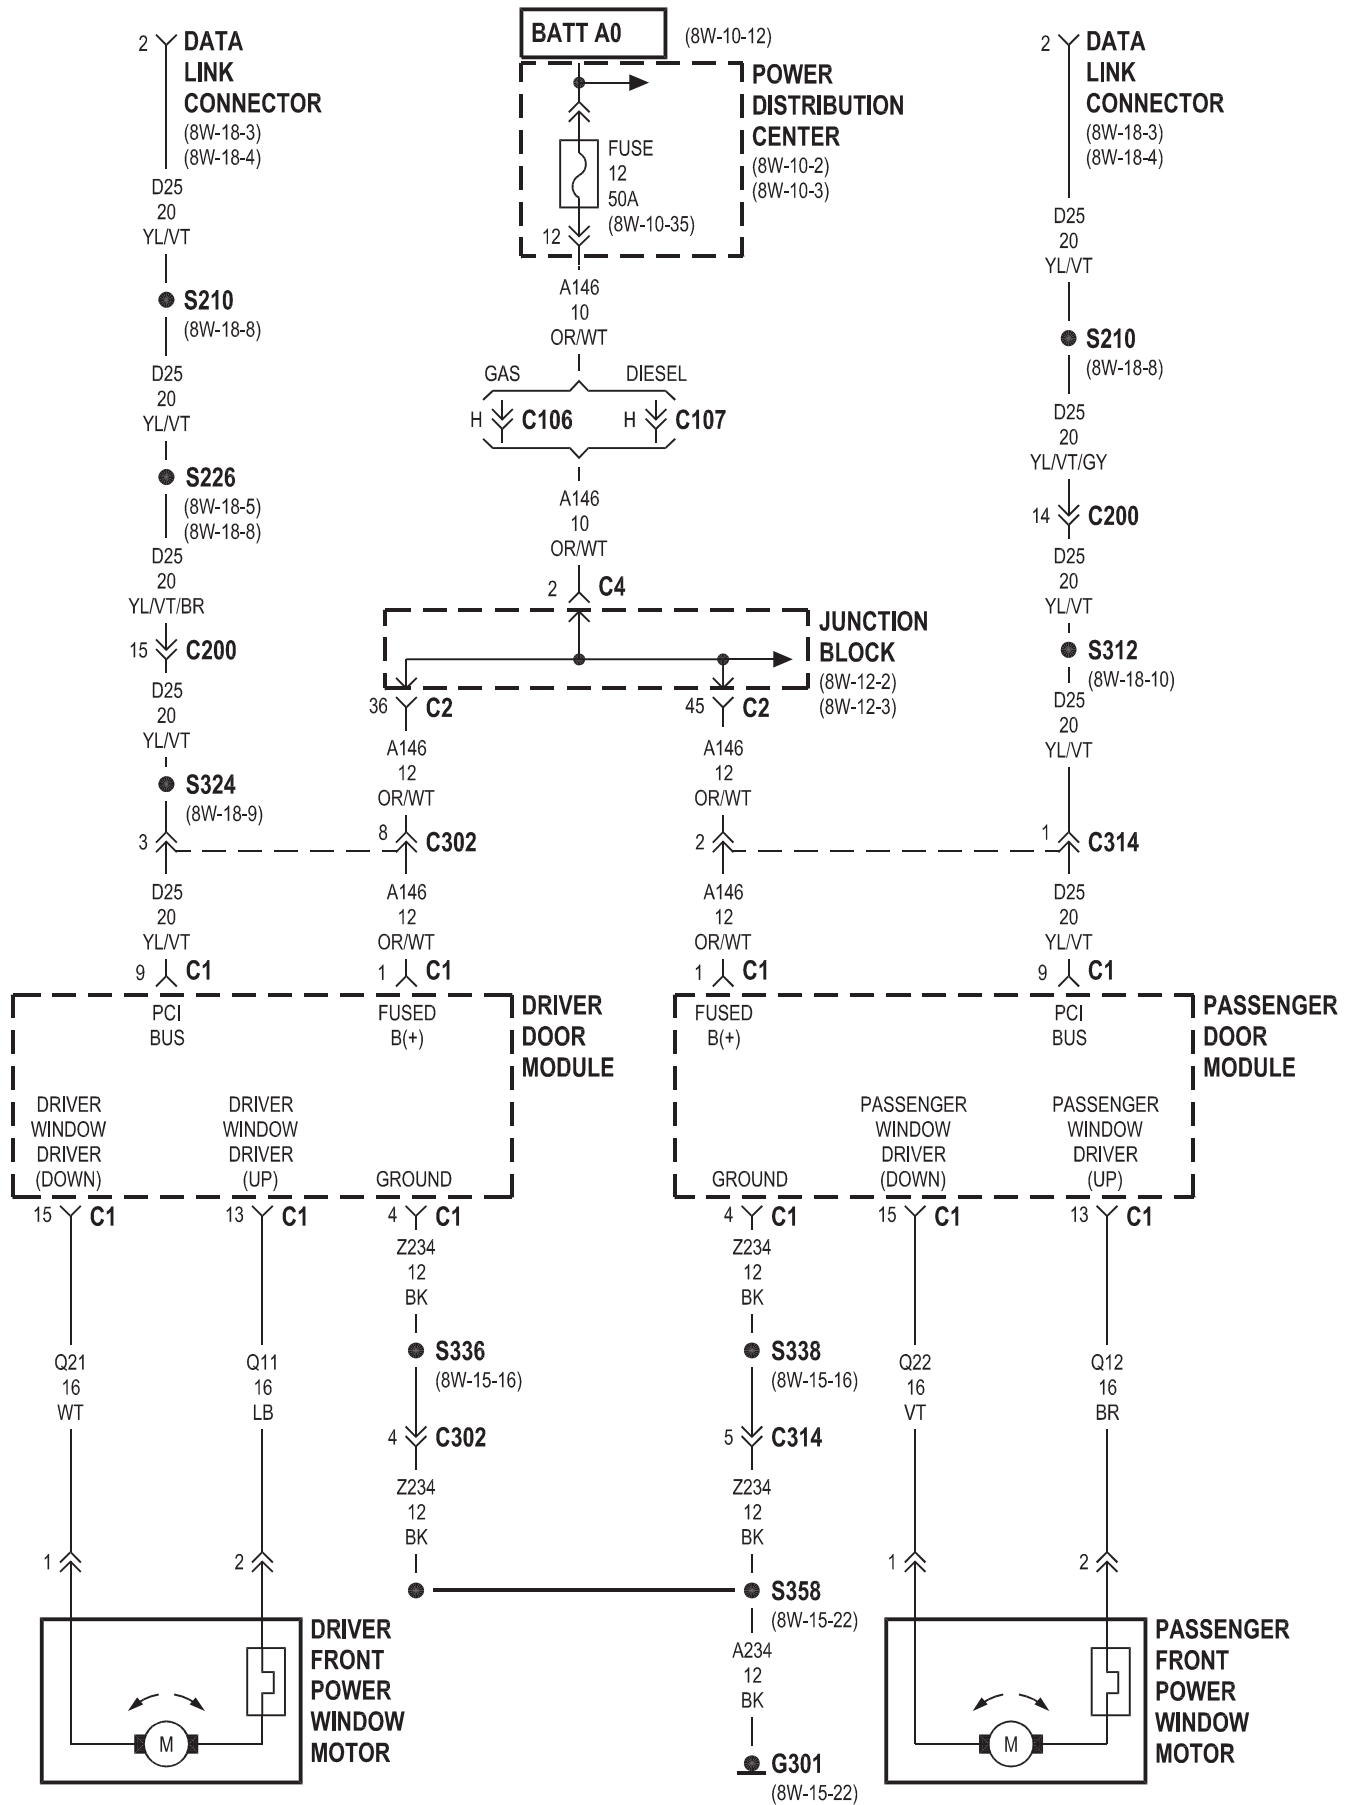 BATT A0
(8W-10-12)
2
DATA
LINK
CONNECTOR
(8W-18-3)
(8W-18-4)
D25
20
YL/VT
S210
(8W-18-8)
D25
20
YL/VT
S226
(8W-18-5)
(8W-18-8)
D25
20
YL/VT/BR
15
C200
D25
20
YL/VT
S324
(8W-18-9)
3
D25
20
YL/VT
9
C1
POWER
DISTRIBUTION
CENTER
(8W-10-2)
(8W-10-3)
FUSE
12
50A
(8W-10-35)
12
A146
10
OR/WT
GAS
DIESEL
H
C106
H
C107
A146
10
OR/WT
2
C4
JUNCTION
BLOCK
(8W-12-2)
(8W-12-3)
36
C2
45
C2
A146
12
OR/WT
8
C302
A146
12
OR/WT
1
C1
A146
12
OR/WT
2
A146
12
OR/WT
1
C1
2
DATA
LINK
CONNECTOR
(8W-18-3)
(8W-18-4)
D25
20
YL/VT
S210
(8W-18-8)
D25
20
YL/VT/GY
14
C200
D25
20
YL/VT
S312
(8W-18-10)
D25
20
YL/VT
1
C314
D25
20
YL/VT
9
C1
PCI
BUS
FUSED
B(+)
DRIVER
DOOR
MODULE
DRIVER
WINDOW
DRIVER
(DOWN)
DRIVER
WINDOW
DRIVER
(UP)
GROUND
FUSED
B(+)
PCI
BUS
PASSENGER
DOOR
MODULE
GROUND
PASSENGER
WINDOW
DRIVER
(DOWN)
PASSENGER
WINDOW
DRIVER
(UP)
15
C1
13
C1
4
C1
4
C1
15
C1
13
C1
Q21
16
WT
1
Q11
16
LB
2
Z234
12
BK
S336
(8W-15-16)
4
C302
Z234
12
BK
Z234
12
BK
S338
(8W-15-16)
5
C314
Z234
12
BK
S358
(8W-15-22)
A234
12
BK
G301
(8W-15-22)
Q22
16
VT
1
Q12
16
BR
2
M
DRIVER
FRONT
POWER
WINDOW
MOTOR
M
PASSENGER
FRONT
POWER
WINDOW
MOTOR